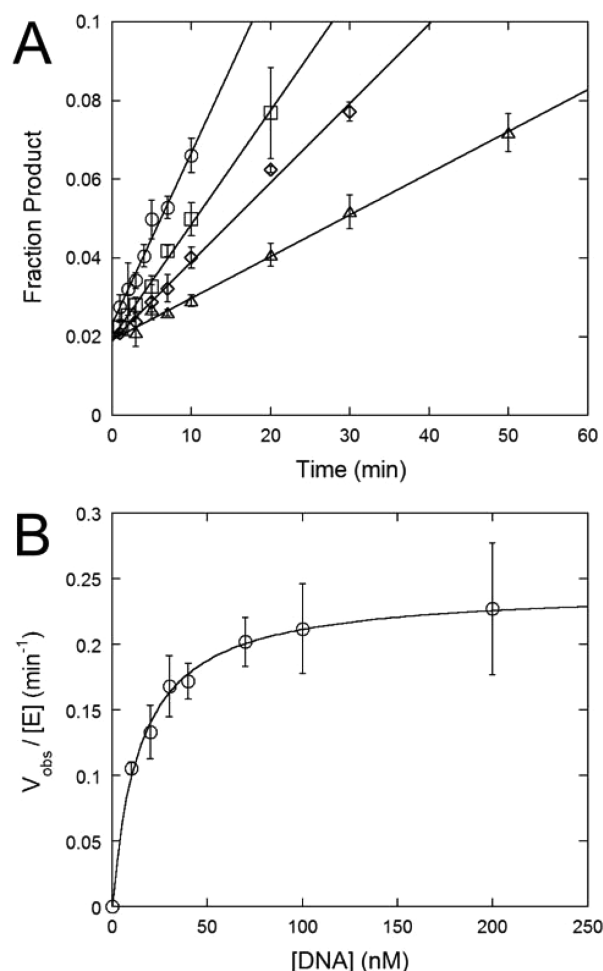 A
0.1
0.08
0.06
0.04
0.02
0
Fraction Product
0 10 20 30 40 50 60
Time (min)
B
0.3
0.25
0.2
0.15
0.1
0.05
0
V_obs / [E] (min⁻¹)
0 50 100 150 200 250
[DNA] (nM)